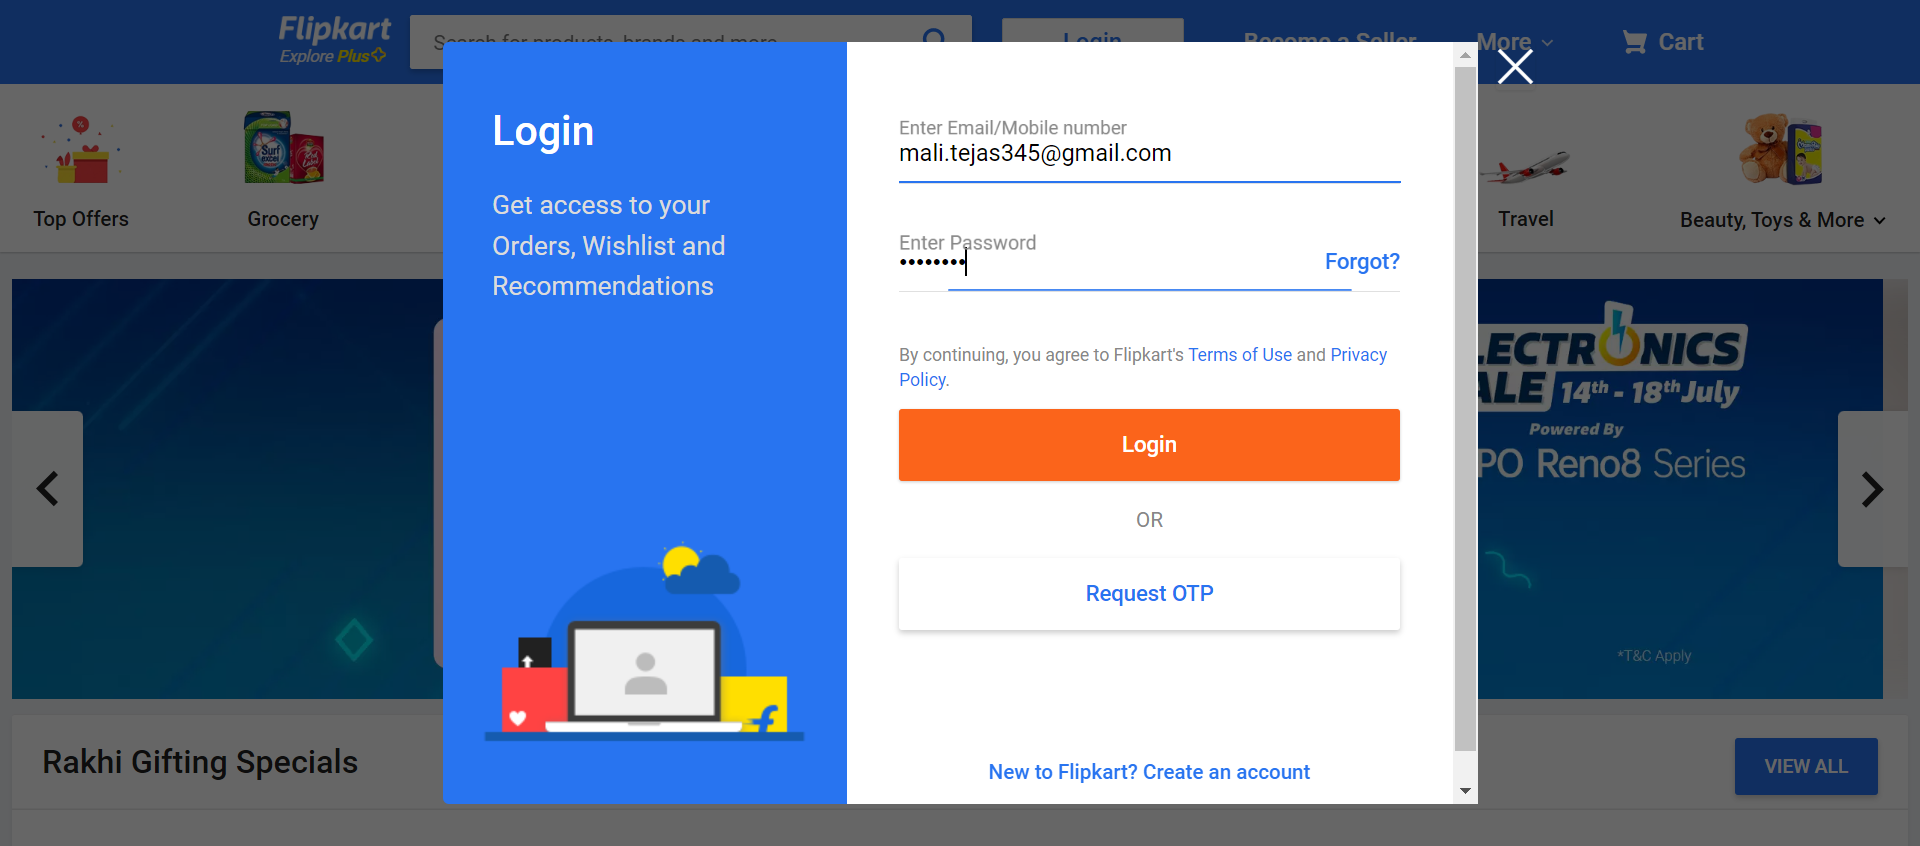 Flipkart
Explore Plus
Search for products, brands and more
Login
Become a Seller
More
Cart
Top Offers
Grocery
Travel
Beauty, Toys & More
Login
Get access to your
Orders, Wishlist and
Recommendations
Enter Email/Mobile number
mali.tejas345@gmail.com
Enter Password
••••••••
Forgot?
By continuing, you agree to Flipkart's Terms of Use and Privacy
Policy.
Login
OR
Request OTP
New to Flipkart? Create an account
LECTRONICS
ALE 14th - 18th July
Powered By
PO Reno8 Series
*T&C Apply
Rakhi Gifting Specials
VIEW ALL